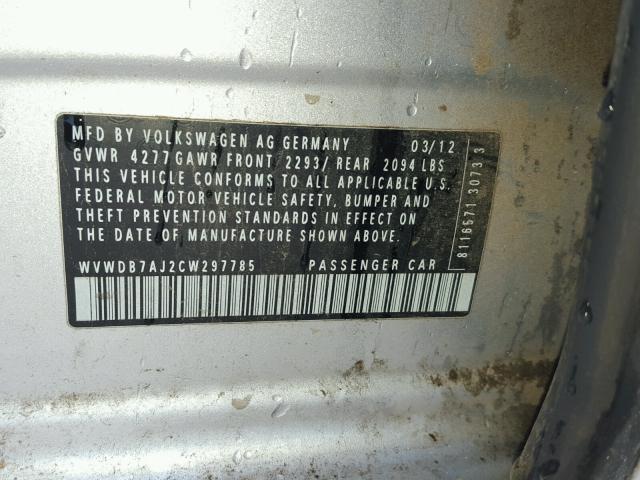 MFD BY VOLKSWAGEN AG GERMANY 03/12
GVWR 4277 GAWR FRONT 2293/ REAR 2094 LBS
THIS VEHICLE CONFORMS TO ALL APPLICABLE U.S.
FEDERAL MOTOR VEHICLE SAFETY, BUMPER AND
THEFT PREVENTION STANDARDS IN EFFECT ON
THE DATE OF MANUFACTURE SHOWN ABOVE.
WVWDB7AJ2CW297785 PASSENGER CAR
8116571 3073 3